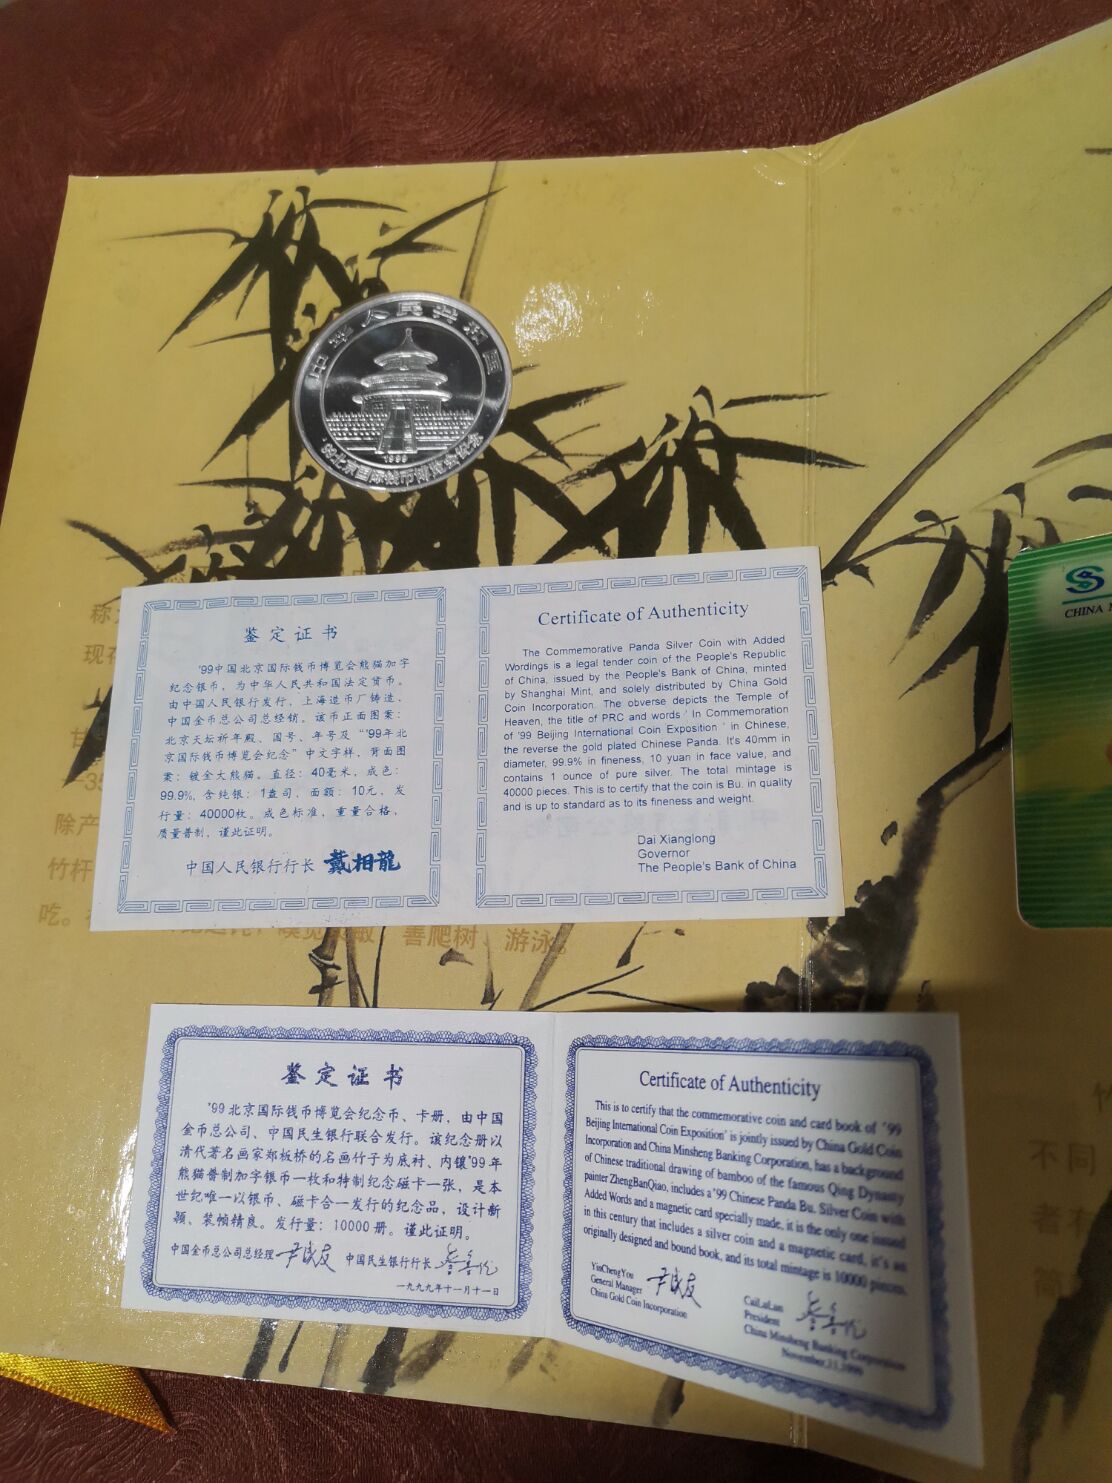 中华人民共和国
1999
'99北京国际钱币博览会纪念
CHINA
称
现在
甘
35
除产
竹杆
吃。
善爬树 游泳。
不同
者有
鉴定证书
'99中国北京国际钱币博览会熊猫加字
纪念银币，为中华人民共和国法定货币。
由中国人民银行发行，上海造币厂铸造，
中国金币总公司总经销。该币正面图案：
北京天坛祈年殿、国号、年号及“'99年北
京国际钱币博览会纪念”中文字样，背面图
案：镀金大熊猫。直径：40毫米，成色：
99.9%，含纯银：1盎司，面额：10元，发
行量：40000枚。成色标准，重量合格，
质量普制，谨此证明。
中国人民银行行长 戴相龍
Certificate of Authenticity
The Commemorative Panda Silver Coin with Added
Wordings is a legal tender coin of the People's Republic
of China, issued by the People's Bank of China, minted
by Shanghai Mint, and solely distributed by China Gold
Coin Incorporation. The obverse depicts the Temple of
Heaven, the title of PRC and words ' In Commemoration
of '99 Beijing International Coin Exposition ' in Chinese,
the reverse the gold plated Chinese Panda. It's 40mm in
diameter, 99.9% in fineness, 10 yuan in face value, and
contains 1 ounce of pure silver. The total mintage is
40000 pieces. This is to certify that the coin is Bu. in quality
and is up to standard as to its fineness and weight.
Dai Xianglong
Governor
The People's Bank of China
鉴定证书
'99北京国际钱币博览会纪念币、卡册，由中国
金币总公司、中国民生银行联合发行。该纪念册以
清代著名画家郑板桥的名画竹子为底衬、内镶'99年
熊猫普制加字银币一枚和特制纪念磁卡一张，是本
世纪唯一以银币、磁卡合一发行的纪念品，设计新
颖、装帧精良。发行量：10000册。谨此证明。
中国金币总公司总经理 中国民生银行行长
一九九九年十一月十一日
Certificate of Authenticity
This is to certify that the commemorative coin and card book of '99
Beijing International Coin Exposition' is jointly issued by China Gold Coin
Incorporation and China Minsheng Banking Corporation, has a background
of Chinese traditional drawing of bamboo of the famous Qing Dynasty
painter ZhengBanQiao, includes a '99 Chinese Panda Bu. Silver Coin with
Added Words and a magnetic card specially made, it is the only one issued
in this century that includes a silver coin and a magnetic card, it's an
originally designed and bound book, and its total mintage is 10000 pieces.
YinChengYou
General Manager
China Gold Coin Incorporation
CaiLuLun
President
China Minsheng Banking Corporation
November.11.1999